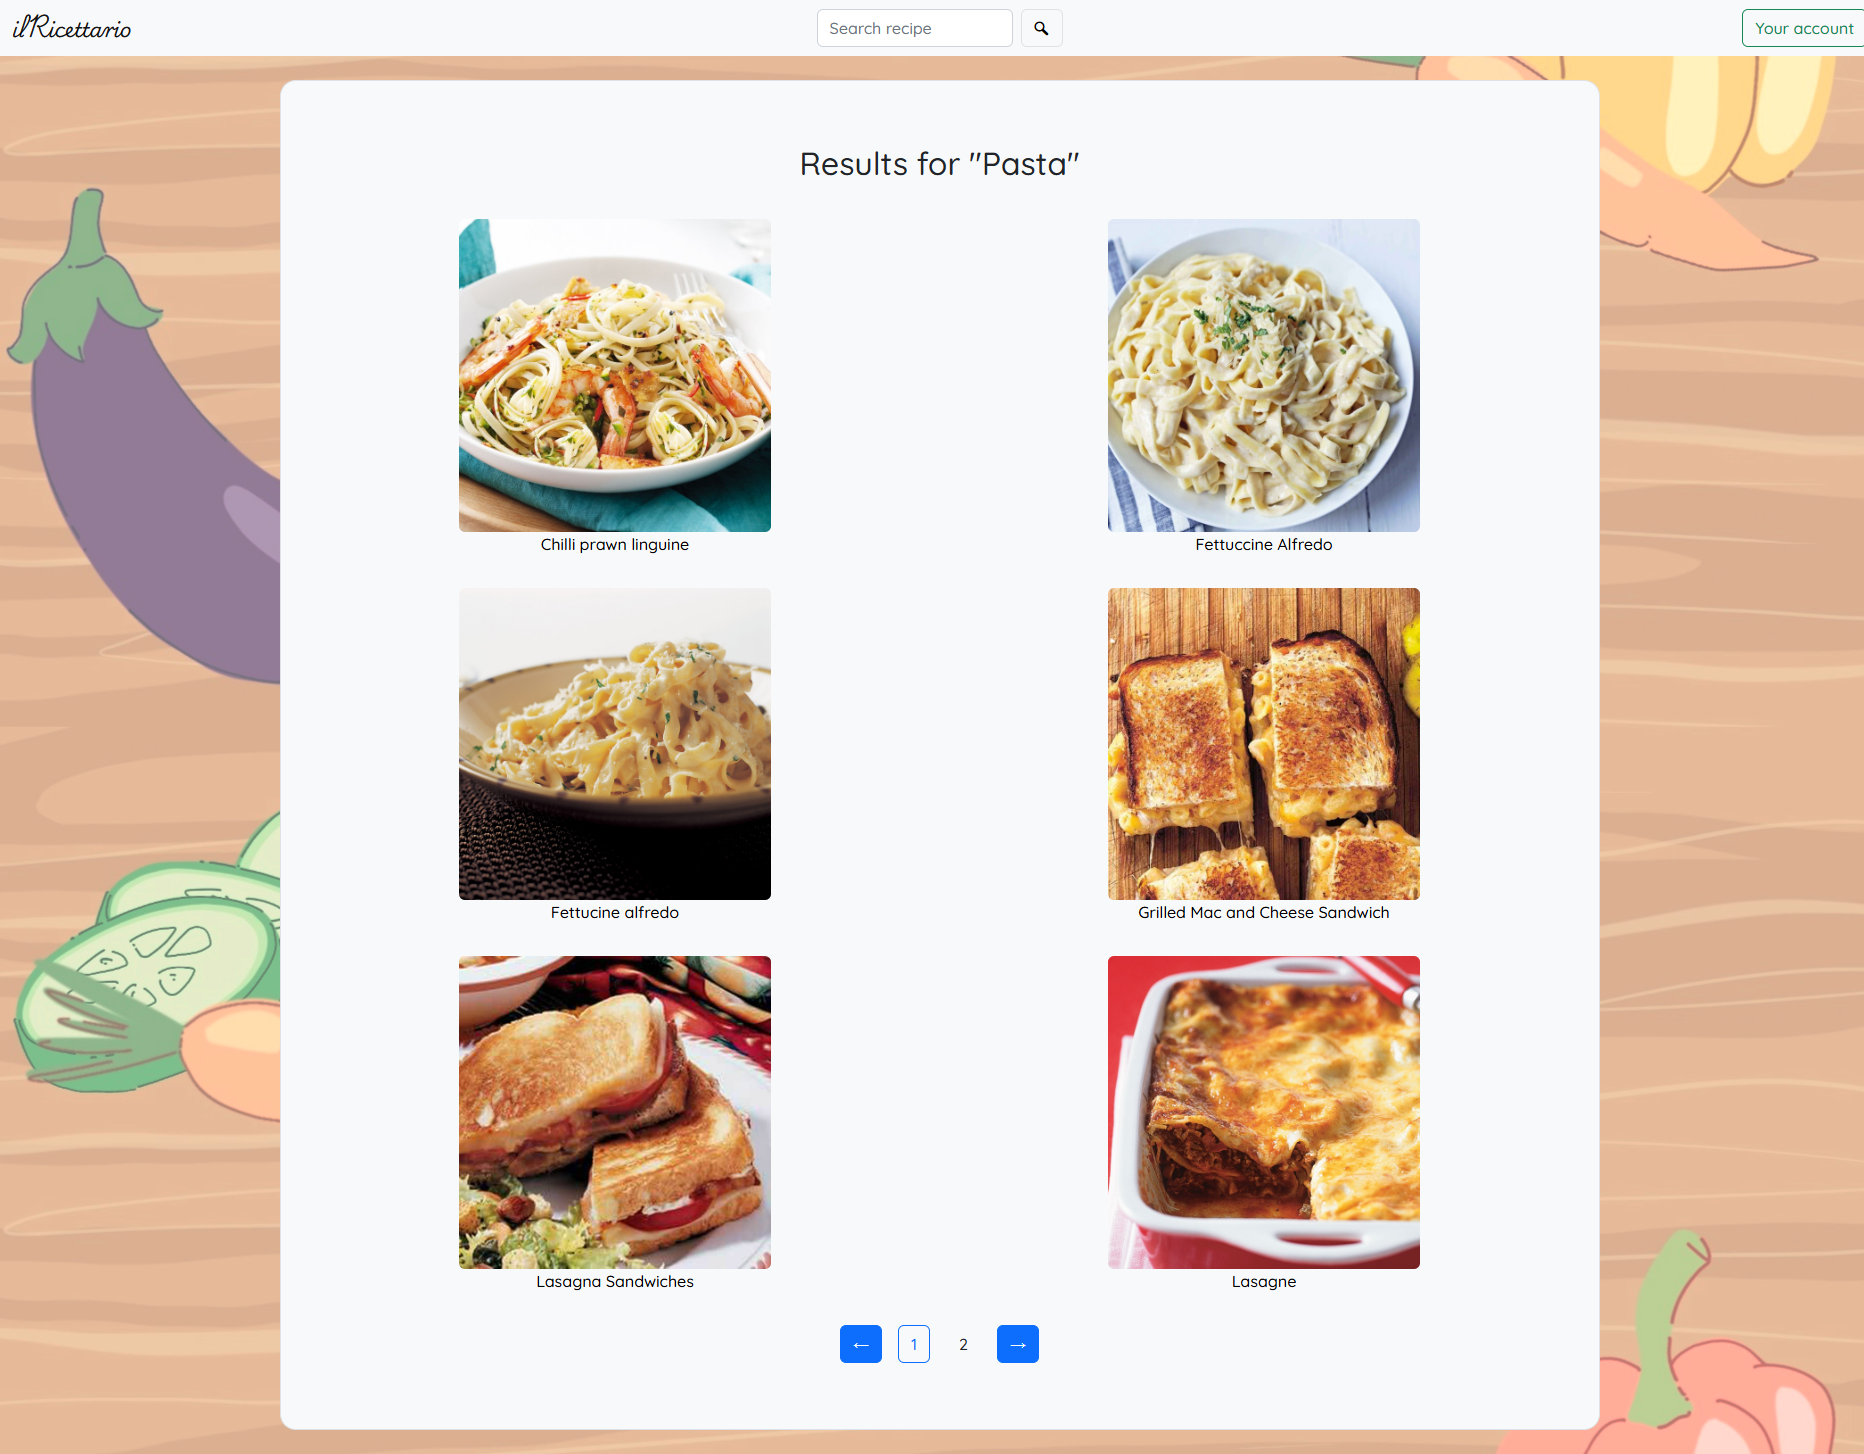 ilRicettario
Search recipe
Your account
Results for "Pasta"
Chilli prawn linguine
Fettuccine Alfredo
Fettucine alfredo
Grilled Mac and Cheese Sandwich
Lasagna Sandwiches
Lasagne
← 1 2 →